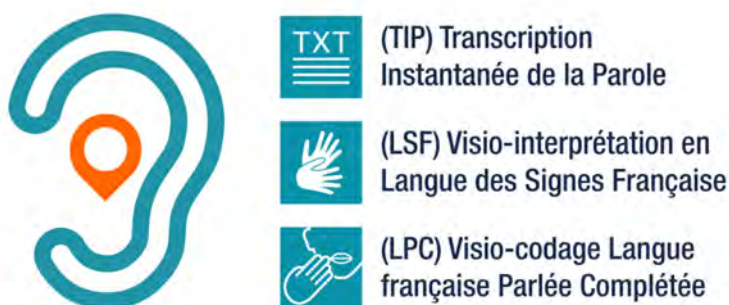 TXT
(TIP) Transcription
Instantanée de la Parole
(LSF) Visio-interprétation en
Langue des Signes Française
(LPC) Visio-codage Langue
française Parlée Complétée